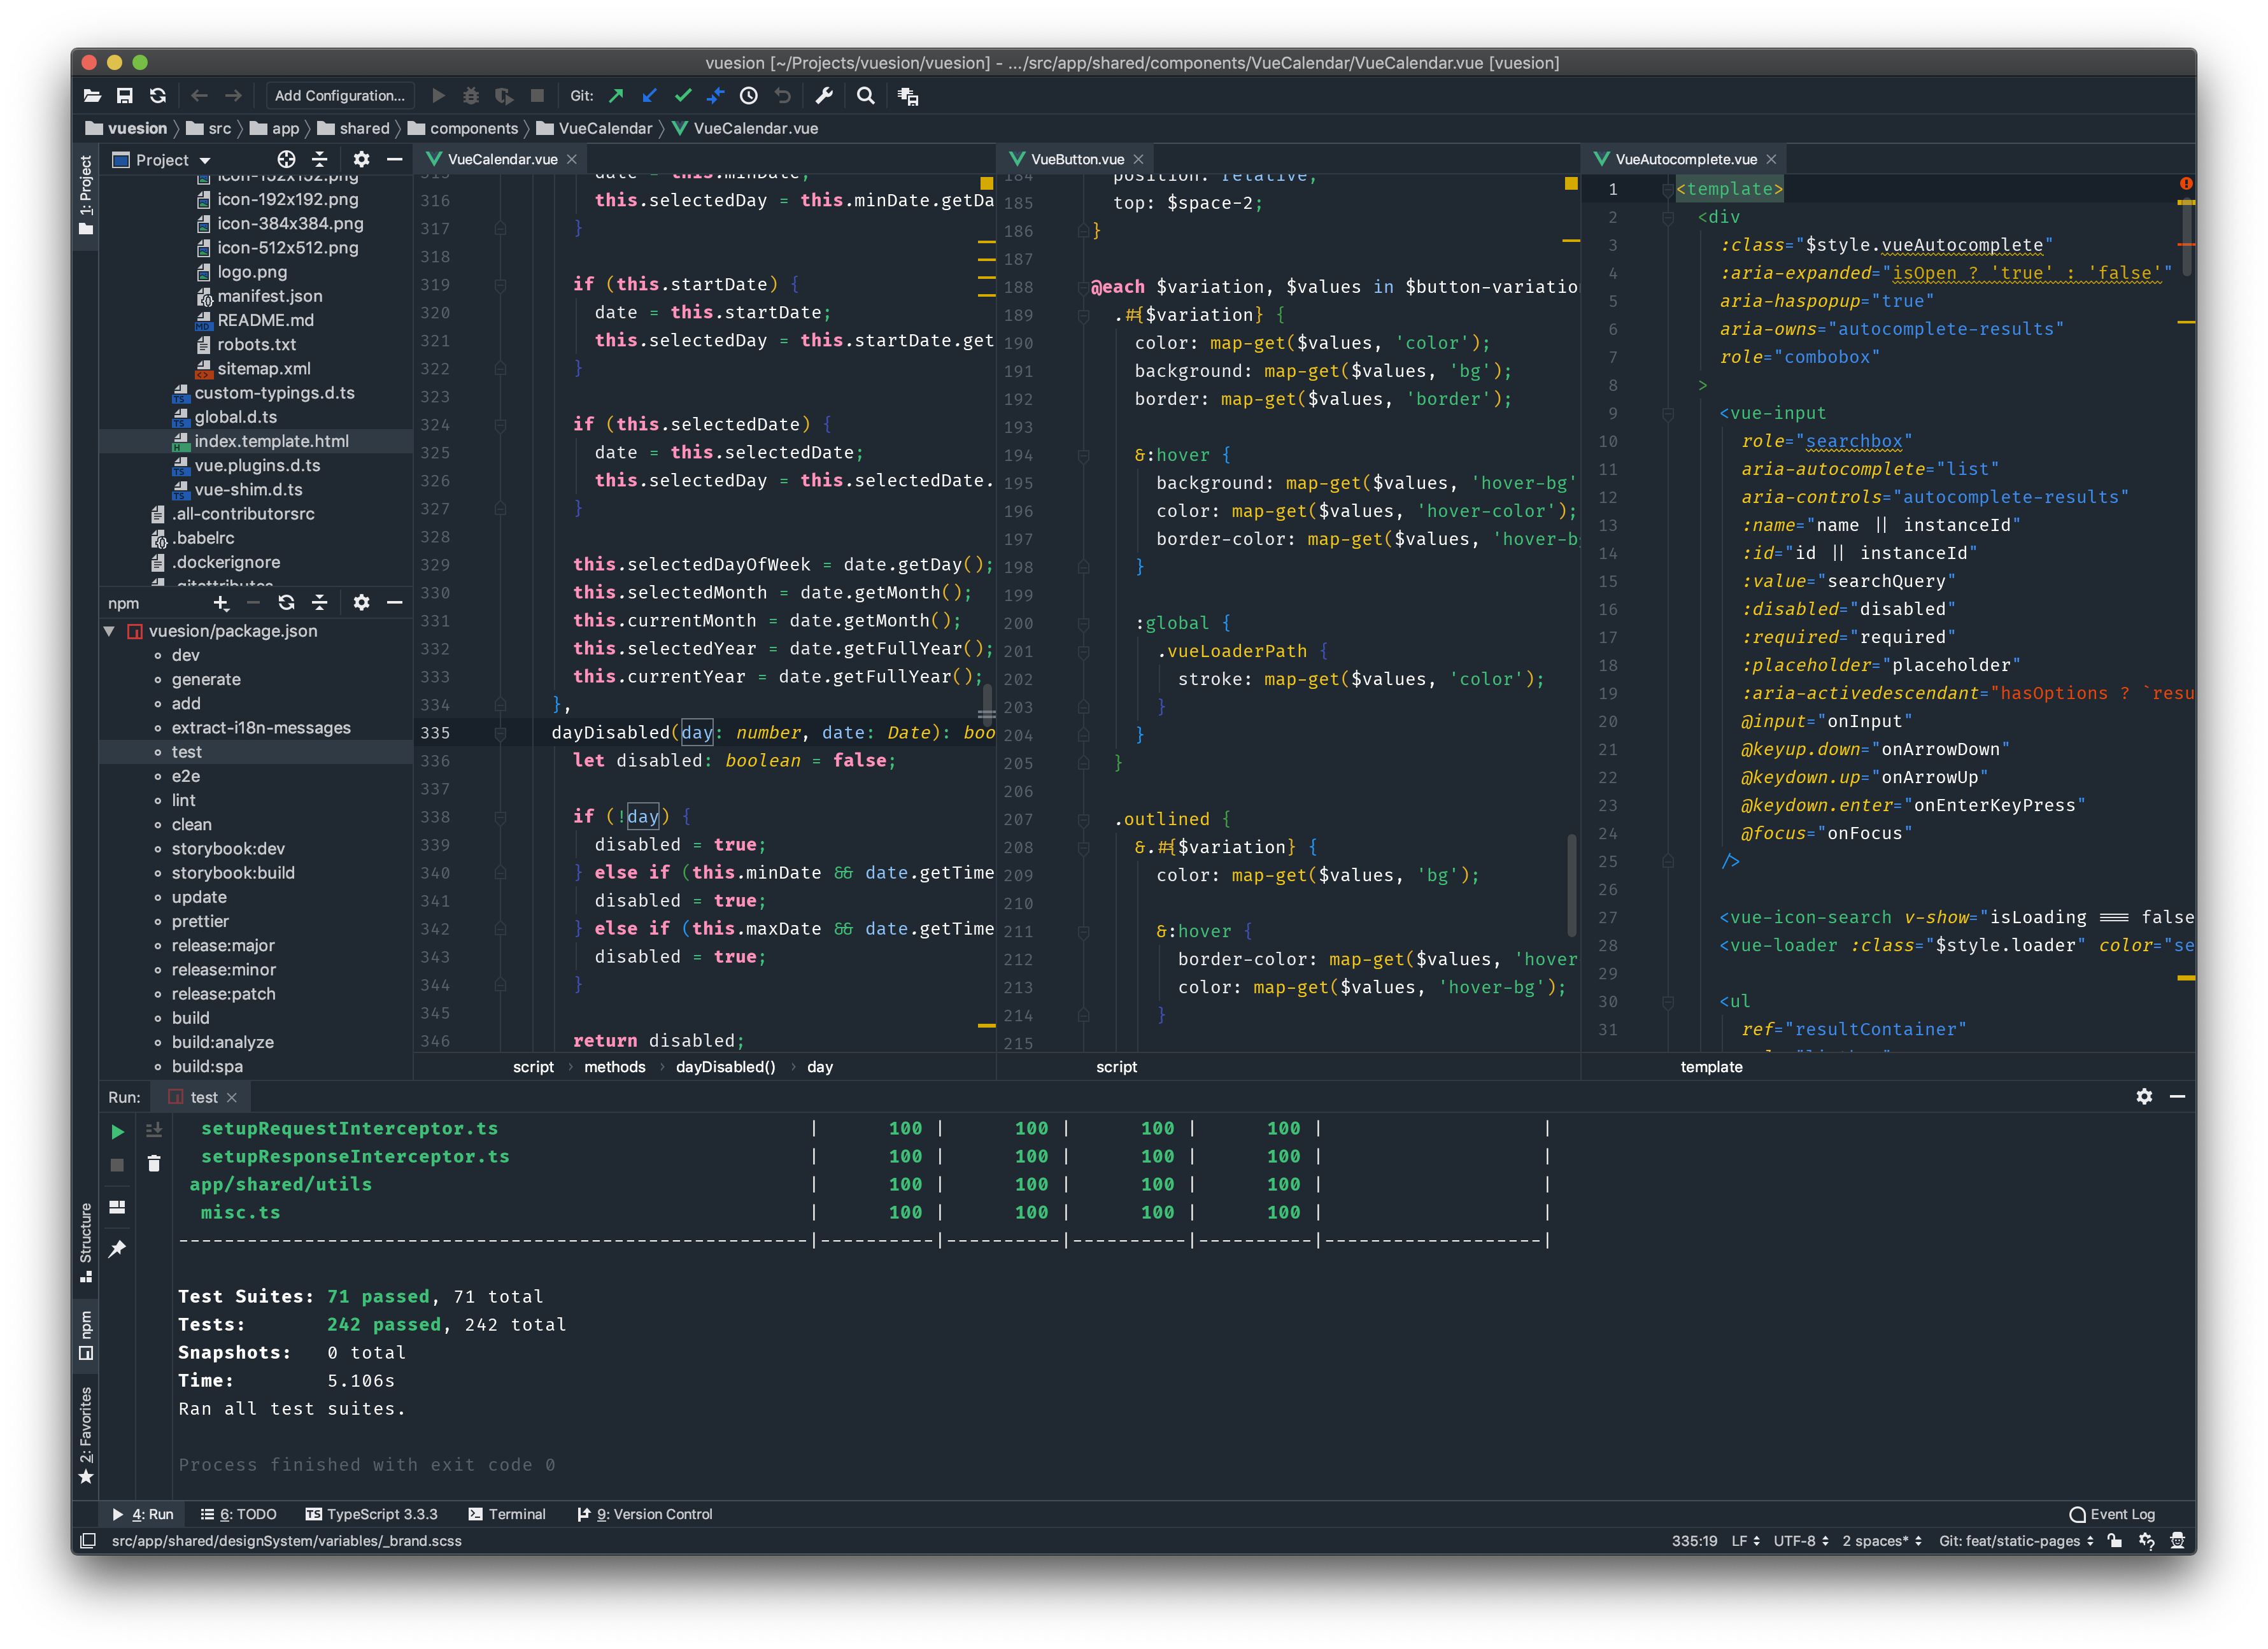 vuesion [~/Projects/vuesion/vuesion] - .../src/app/shared/components/VueCalendar/VueCalendar.vue [vuesion]
Add Configuration...
Git:
vuesion
src
app
shared
components
VueCalendar
VueCalendar.vue
1: Project
Project
icon-192x192.png
icon-384x384.png
icon-512x512.png
logo.png
manifest.json
README.md
robots.txt
sitemap.xml
custom-typings.d.ts
global.d.ts
index.template.html
vue.plugins.d.ts
vue-shim.d.ts
.all-contributorsrc
.babelrc
.dockerignore
.gitattributes
npm
vuesion/package.json
dev
generate
add
extract-i18n-messages
test
e2e
lint
clean
storybook:dev
storybook:build
update
prettier
release:major
release:minor
release:patch
build
build:analyze
build:spa
VueCalendar.vue
315 date = this.minDate;
316 this.selectedDay = this.minDate.getDa
317 }
318
319 if (this.startDate) {
320 date = this.startDate;
321 this.selectedDay = this.startDate.get
322 }
323
324 if (this.selectedDate) {
325 date = this.selectedDate;
326 this.selectedDay = this.selectedDate.
327 }
328
329 this.selectedDayOfWeek = date.getDay();
330 this.selectedMonth = date.getMonth();
331 this.currentMonth = date.getMonth();
332 this.selectedYear = date.getFullYear();
333 this.currentYear = date.getFullYear();
334 },
335 dayDisabled(day: number, date: Date): boo
336 let disabled: boolean = false;
337
338 if (!day) {
339 disabled = true;
340 } else if (this.minDate && date.getTime
341 disabled = true;
342 } else if (this.maxDate && date.getTime
343 disabled = true;
344 }
345
346 return disabled;
script › methods › dayDisabled() › day
VueButton.vue
184 position: relative;
185 top: $space-2;
186 }
187
188 @each $variation, $values in $button-variatio
189 .#{$variation} {
190 color: map-get($values, 'color');
191 background: map-get($values, 'bg');
192 border: map-get($values, 'border');
193
194 &:hover {
195 background: map-get($values, 'hover-bg'
196 color: map-get($values, 'hover-color');
197 border-color: map-get($values, 'hover-b
198 }
199
200 :global {
201 .vueLoaderPath {
202 stroke: map-get($values, 'color');
203 }
204 }
205 }
206
207 .outlined {
208 &.#{$variation} {
209 color: map-get($values, 'bg');
210
211 &:hover {
212 border-color: map-get($values, 'hover
213 color: map-get($values, 'hover-bg');
214 }
215
script
VueAutocomplete.vue
1 <template>
2 <div
3 :class="$style.vueAutocomplete"
4 :aria-expanded="isOpen ? 'true' : 'false'"
5 aria-haspopup="true"
6 aria-owns="autocomplete-results"
7 role="combobox"
8 >
9 <vue-input
10 role="searchbox"
11 aria-autocomplete="list"
12 aria-controls="autocomplete-results"
13 :name="name || instanceId"
14 :id="id || instanceId"
15 :value="searchQuery"
16 :disabled="disabled"
17 :required="required"
18 :placeholder="placeholder"
19 :aria-activedescendant="hasOptions ? `resu
20 @input="onInput"
21 @keyup.down="onArrowDown"
22 @keydown.up="onArrowUp"
23 @keydown.enter="onEnterKeyPress"
24 @focus="onFocus"
25 />
26
27 <vue-icon-search v-show="isLoading === false
28 <vue-loader :class="$style.loader" color="se
29
30 <ul
31 ref="resultContainer"
template
Run:
test
setupRequestInterceptor.ts | 100 | 100 | 100 | 100 | |
setupResponseInterceptor.ts | 100 | 100 | 100 | 100 | |
app/shared/utils | 100 | 100 | 100 | 100 | |
misc.ts | 100 | 100 | 100 | 100 | |
-------------------------------------------------------|----------|----------|----------|----------|-------------------|
Test Suites: 71 passed, 71 total
Tests: 242 passed, 242 total
Snapshots: 0 total
Time: 5.106s
Ran all test suites.
Process finished with exit code 0
Structure
npm
2: Favorites
4: Run
6: TODO
TypeScript 3.3.3
Terminal
9: Version Control
Event Log
src/app/shared/designSystem/variables/_brand.scss
335:19
LF
UTF-8
2 spaces*
Git: feat/static-pages